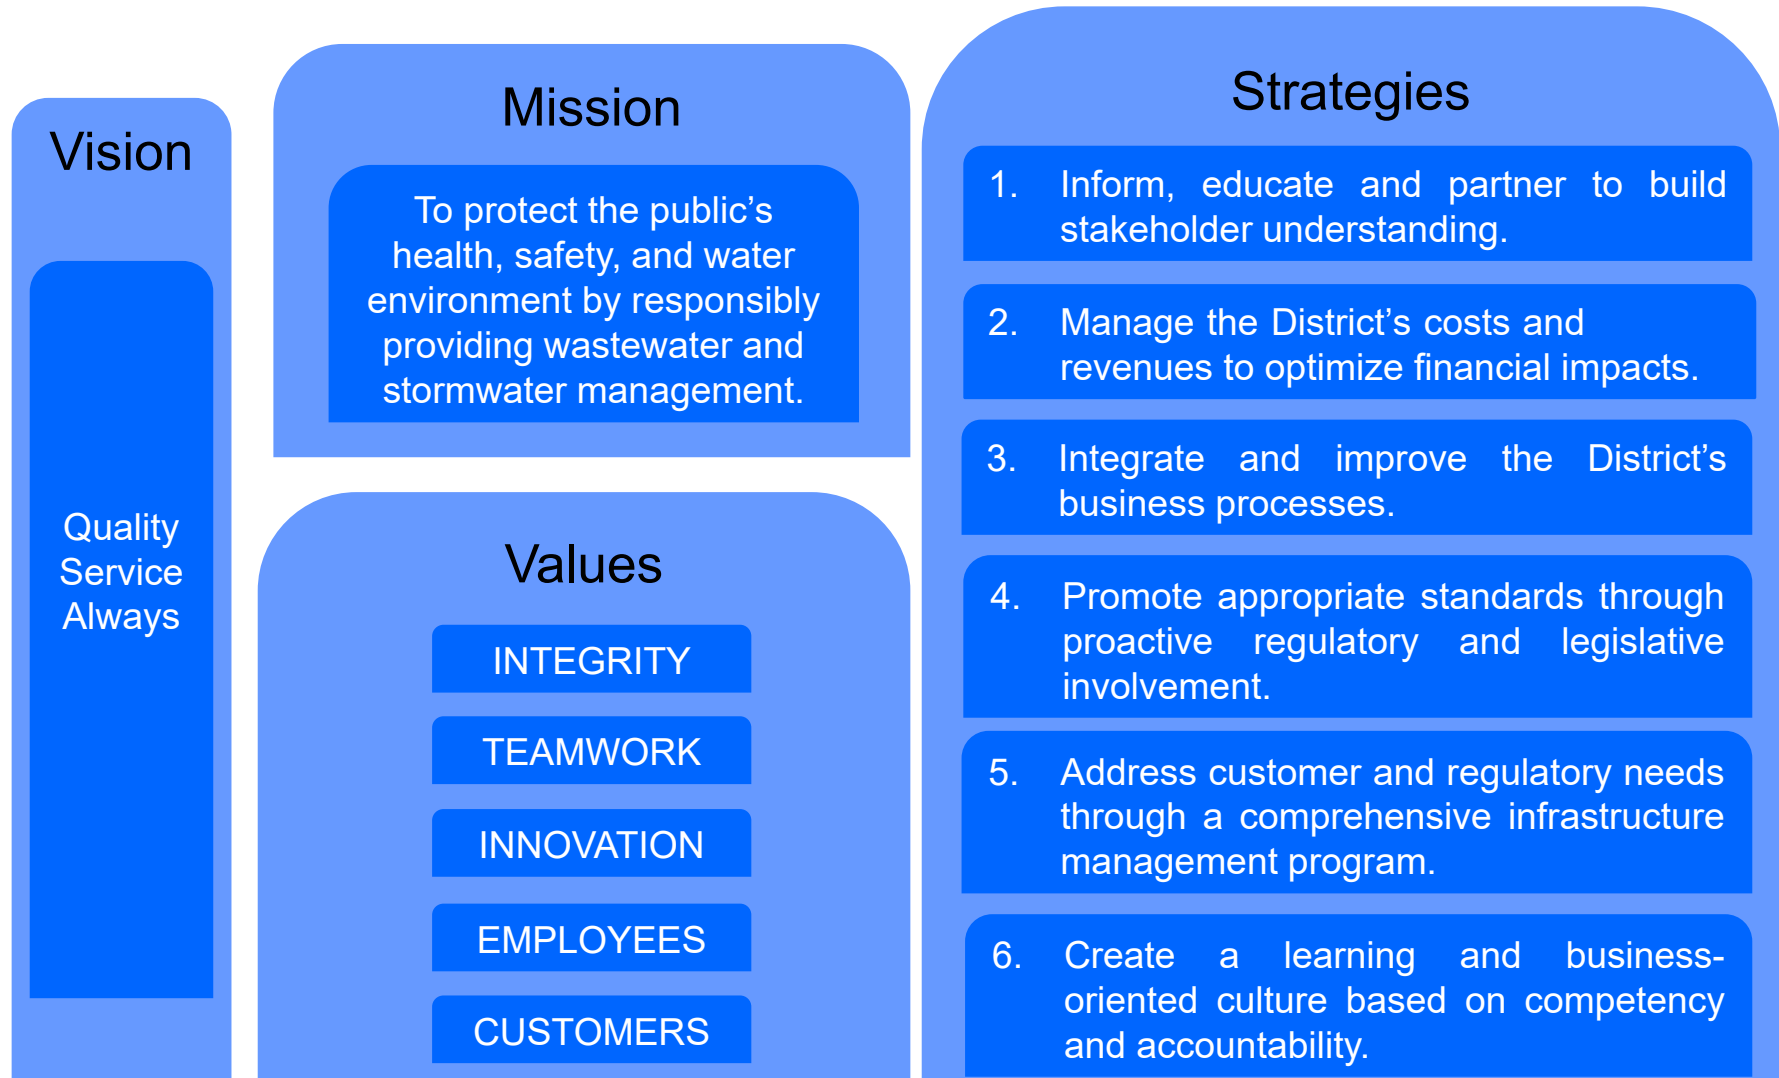 Vision
Quality
Service
Always
Mission
To protect the public’s
health, safety, and water
environment by responsibly
providing wastewater and
stormwater management.
Values
INTEGRITY
TEAMWORK
INNOVATION
EMPLOYEES
CUSTOMERS
Strategies
1. Inform, educate and partner to build
stakeholder understanding.
2. Manage the District’s costs and
revenues to optimize financial impacts.
3. Integrate and improve the District’s
business processes.
4. Promote appropriate standards through
proactive regulatory and legislative
involvement.
5. Address customer and regulatory needs
through a comprehensive infrastructure
management program.
6. Create a learning and business-
oriented culture based on competency
and accountability.